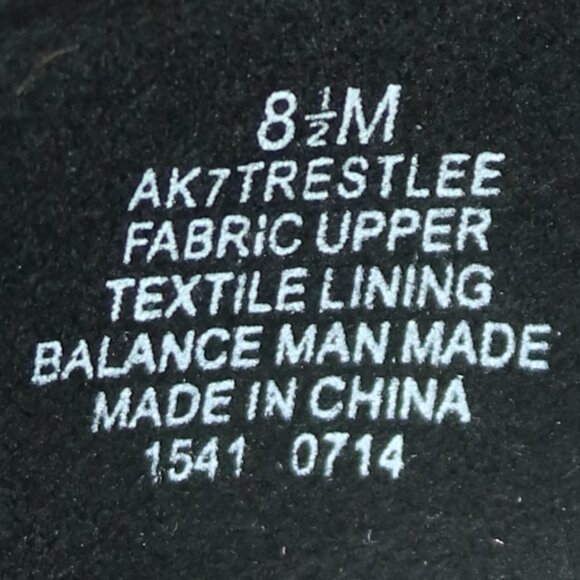 8½M
AK7TRESTLEE
FABRiC UPPER
TEXTILE LINING
BALANCE MAN MADE
MADE IN CHINA
1541 0714